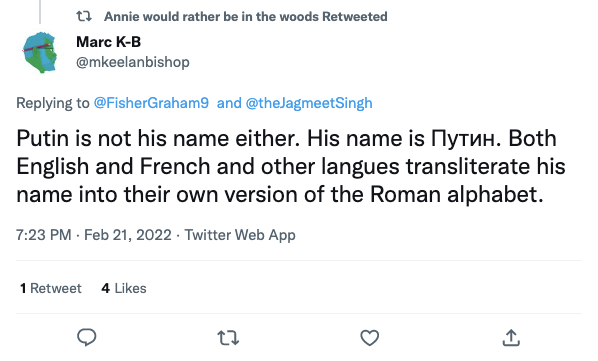 Annie would rather be in the woods Retweeted
Marc K-B
@mkeelanbishop
Replying to @FisherGraham9 and @theJagmeetSingh
Putin is not his name either. His name is Путин. Both
English and French and other langues transliterate his
name into their own version of the Roman alphabet.
7:23 PM · Feb 21, 2022 · Twitter Web App
1 Retweet 4 Likes